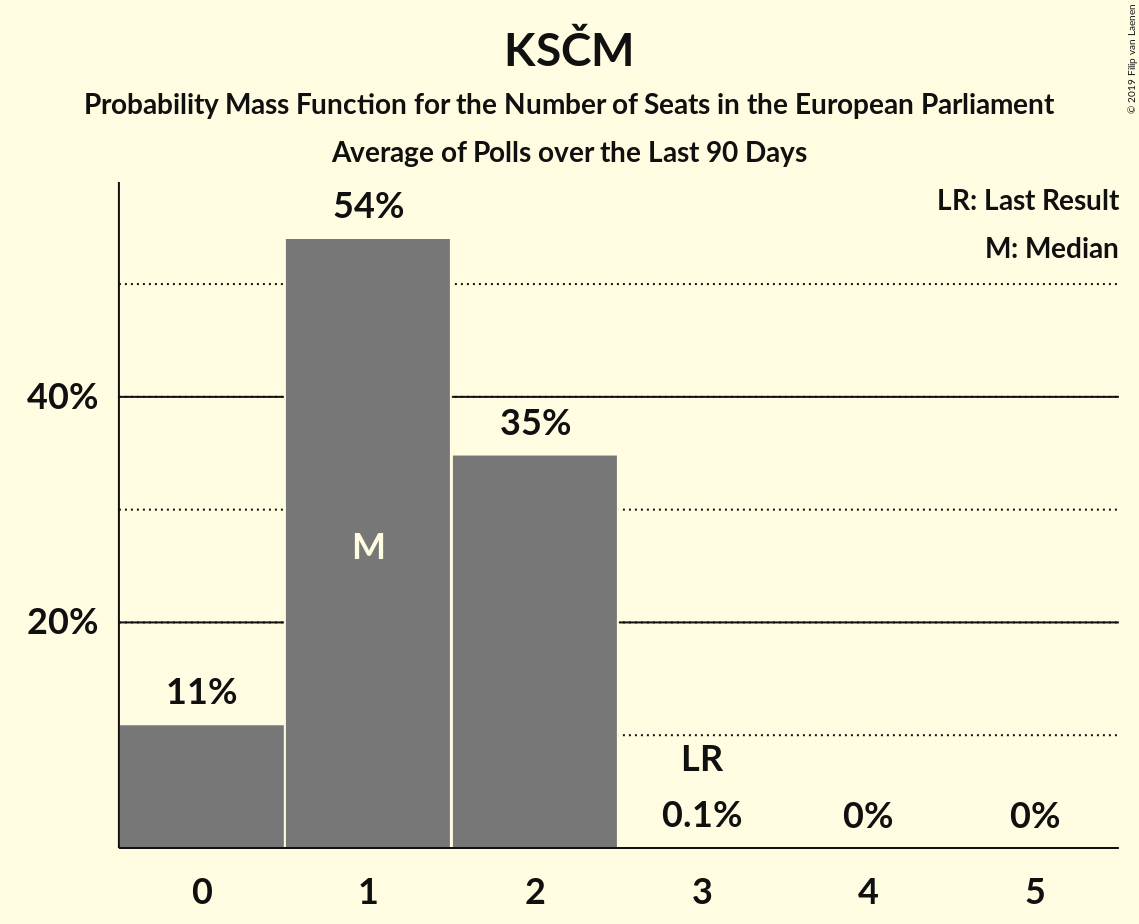 KSČM
Probability Mass Function for the Number of Seats in the European Parliament
Average of Polls over the Last 90 Days
© 2019 Filip van Laenen
LR: Last Result
M: Median
54%
40%
35%
M
20%
11%
LR
0.1%
0%
0%
0
1
2
3
4
5